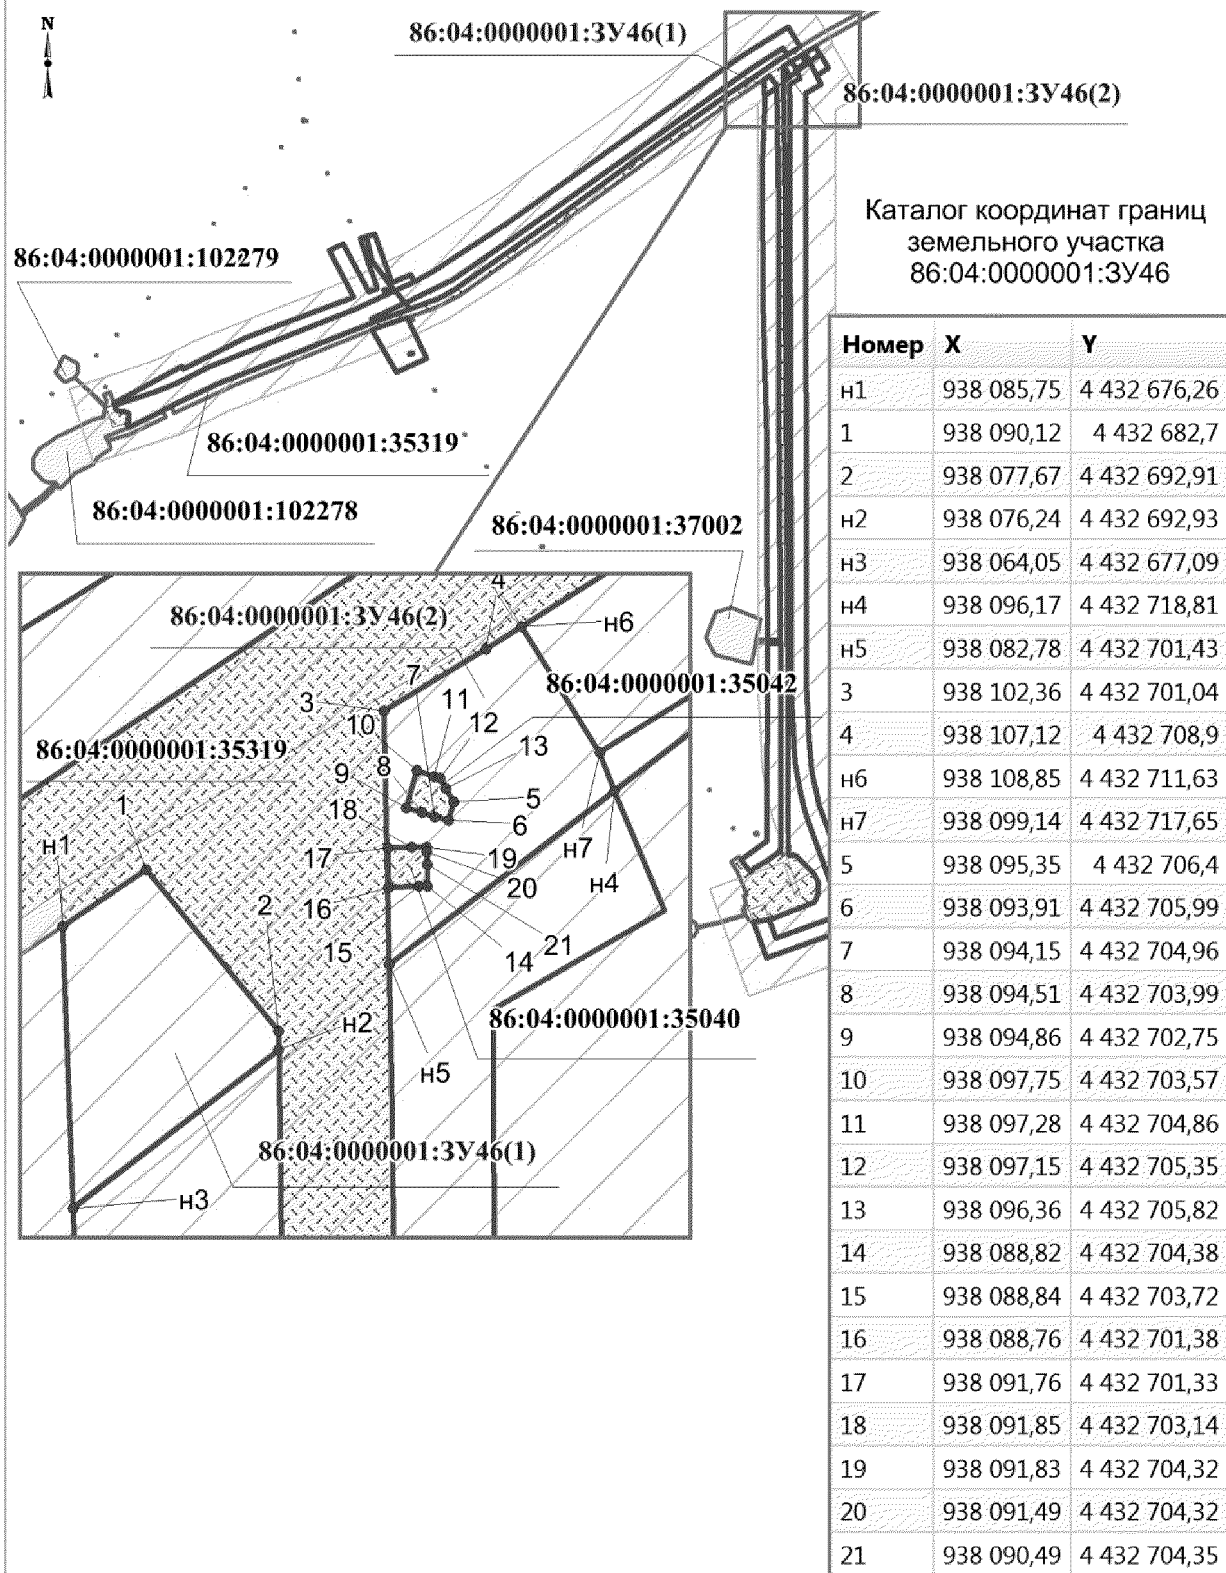 N
86:04:0000001:ЗУ46(1)
86:04:0000001:ЗУ46(2)
86:04:0000001:102279
86:04:0000001:35319
86:04:0000001:102278
86:04:0000001:37002
Каталог координат границ
земельного участка
86:04:0000001:ЗУ46
Номер X Y
н1 938 085,75 4 432 676,26
1 938 090,12 4 432 682,7
2 938 077,67 4 432 692,91
н2 938 076,24 4 432 692,93
н3 938 064,05 4 432 677,09
н4 938 096,17 4 432 718,81
н5 938 082,78 4 432 701,43
3 938 102,36 4 432 701,04
4 938 107,12 4 432 708,9
н6 938 108,85 4 432 711,63
н7 938 099,14 4 432 717,65
5 938 095,35 4 432 706,4
6 938 093,91 4 432 705,99
7 938 094,15 4 432 704,96
8 938 094,51 4 432 703,99
9 938 094,86 4 432 702,75
10 938 097,75 4 432 703,57
11 938 097,28 4 432 704,86
12 938 097,15 4 432 705,35
13 938 096,36 4 432 705,82
14 938 088,82 4 432 704,38
15 938 088,84 4 432 703,72
16 938 088,76 4 432 701,38
17 938 091,76 4 432 701,33
18 938 091,85 4 432 703,14
19 938 091,83 4 432 704,32
20 938 091,49 4 432 704,32
21 938 090,49 4 432 704,35
4
86:04:0000001:ЗУ46(2)
н6
7
86:04:0000001:35042
3
11
10
12
86:04:0000001:35319
13
8
9
5
1
18
6
н1
17
19
н7
20
н4
2
16
15
21
14
86:04:0000001:35040
н2
н5
86:04:0000001:ЗУ46(1)
н3